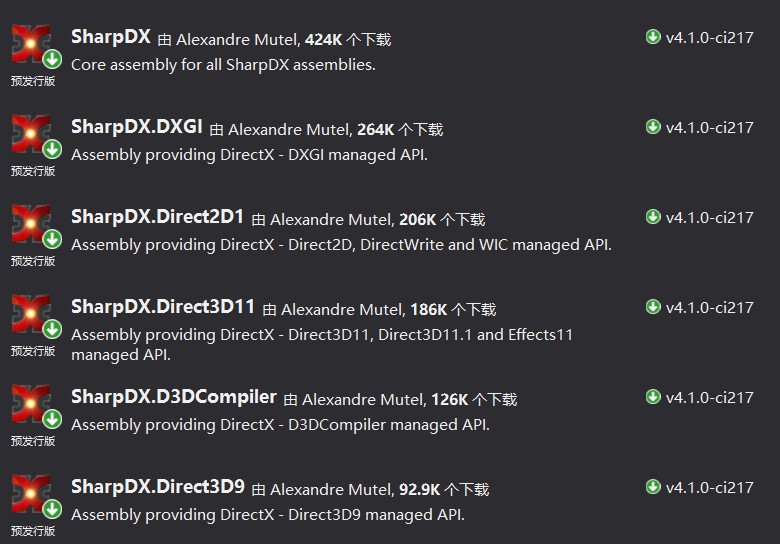 SharpDX 由 Alexandre Mutel, 424K 个下载 v4.1.0-ci217
Core assembly for all SharpDX assemblies.
预发行版
SharpDX.DXGI 由 Alexandre Mutel, 264K 个下载 v4.1.0-ci217
Assembly providing DirectX - DXGI managed API.
预发行版
SharpDX.Direct2D1 由 Alexandre Mutel, 206K 个下载 v4.1.0-ci217
Assembly providing DirectX - Direct2D, DirectWrite and WIC managed API.
预发行版
SharpDX.Direct3D11 由 Alexandre Mutel, 186K 个下载 v4.1.0-ci217
Assembly providing DirectX - Direct3D11, Direct3D11.1 and Effects11
预发行版 managed API.
SharpDX.D3DCompiler 由 Alexandre Mutel, 126K 个下载 v4.1.0-ci217
Assembly providing DirectX - D3DCompiler managed API.
预发行版
SharpDX.Direct3D9 由 Alexandre Mutel, 92.9K 个下载 v4.1.0-ci217
Assembly providing DirectX - Direct3D9 managed API.
预发行版